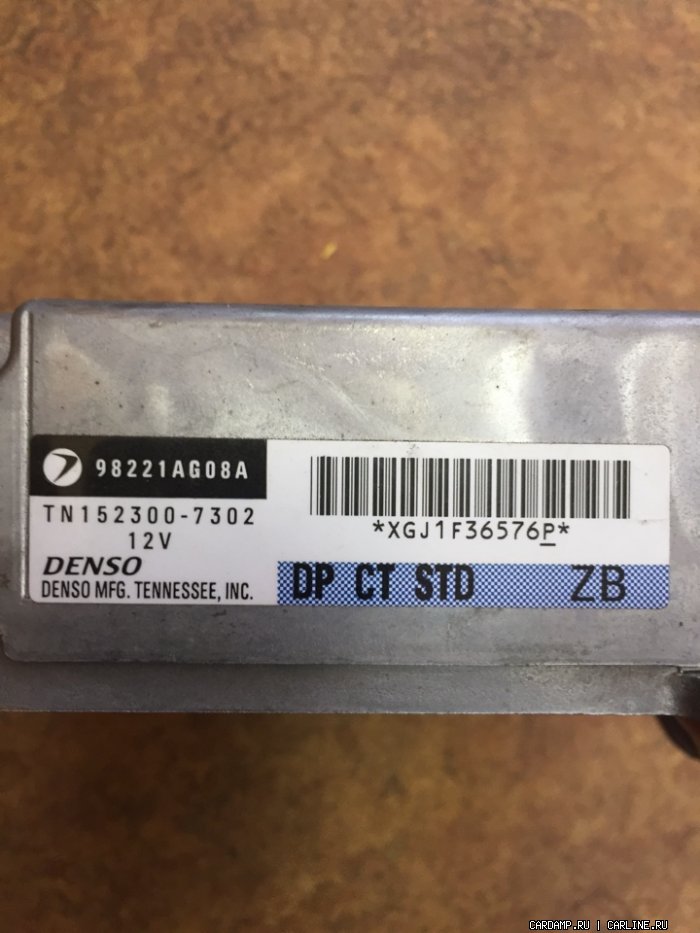 98221AG08A
TN152300-7302
12V
DENSO
DENSO MFG. TENNESSEE, INC.
*XGJ1F36576P*
DP CT STD ZB
CARDAMP.RU | CARLINE.RU